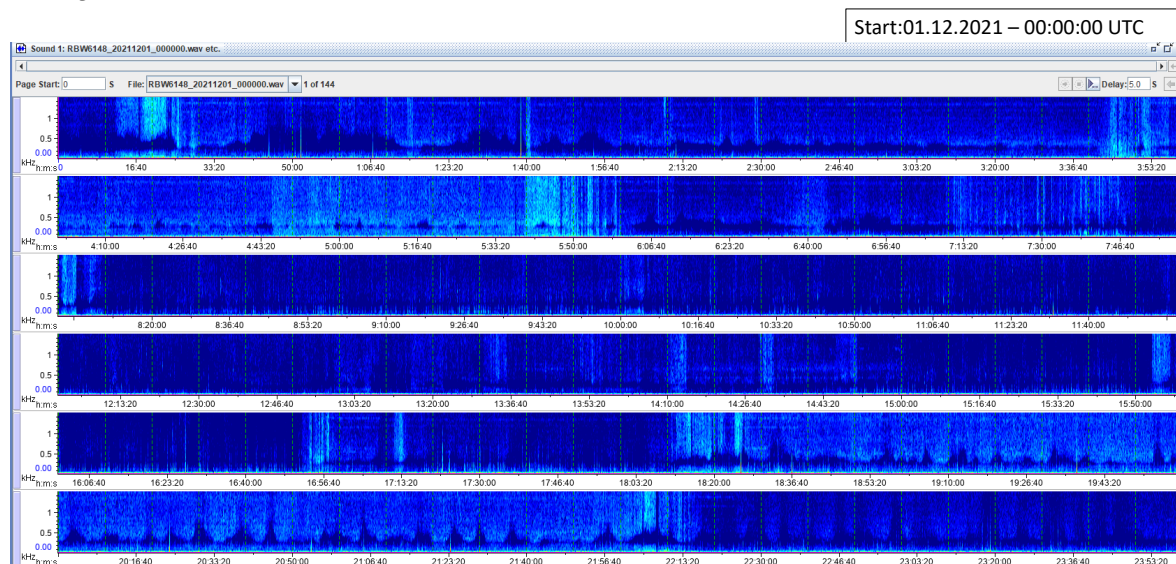 Start:01.12.2021 – 00:00:00 UTC
Sound 1: RBW6148_20211201_000000.wav etc.
Page Start: 0 S File: RBW6148_20211201_000000.wav 1 of 144 Delay: 5.0 S
1
0.5
0.00
kHz
h:m:s 0 16:40 33:20 50:00 1:06:40 1:23:20 1:40:00 1:56:40 2:13:20 2:30:00 2:46:40 3:03:20 3:20:00 3:36:40 3:53:20
1
0.5
0.00
kHz
h:m:s 4:10:00 4:26:40 4:43:20 5:00:00 5:16:40 5:33:20 5:50:00 6:06:40 6:23:20 6:40:00 6:56:40 7:13:20 7:30:00 7:46:40
1
0.5
0.00
kHz
h:m:s 8:20:00 8:36:40 8:53:20 9:10:00 9:26:40 9:43:20 10:00:00 10:16:40 10:33:20 10:50:00 11:06:40 11:23:20 11:40:00
1
0.5
0.00
kHz
h:m:s 12:13:20 12:30:00 12:46:40 13:03:20 13:20:00 13:36:40 13:53:20 14:10:00 14:26:40 14:43:20 15:00:00 15:16:40 15:33:20 15:50:00
1
0.5
0.00
kHz
h:m:s 16:06:40 16:23:20 16:40:00 16:56:40 17:13:20 17:30:00 17:46:40 18:03:20 18:20:00 18:36:40 18:53:20 19:10:00 19:26:40 19:43:20
1
0.5
0.00
kHz
h:m:s 20:16:40 20:33:20 20:50:00 21:06:40 21:23:20 21:40:00 21:56:40 22:13:20 22:30:00 22:46:40 23:03:20 23:20:00 23:36:40 23:53:20